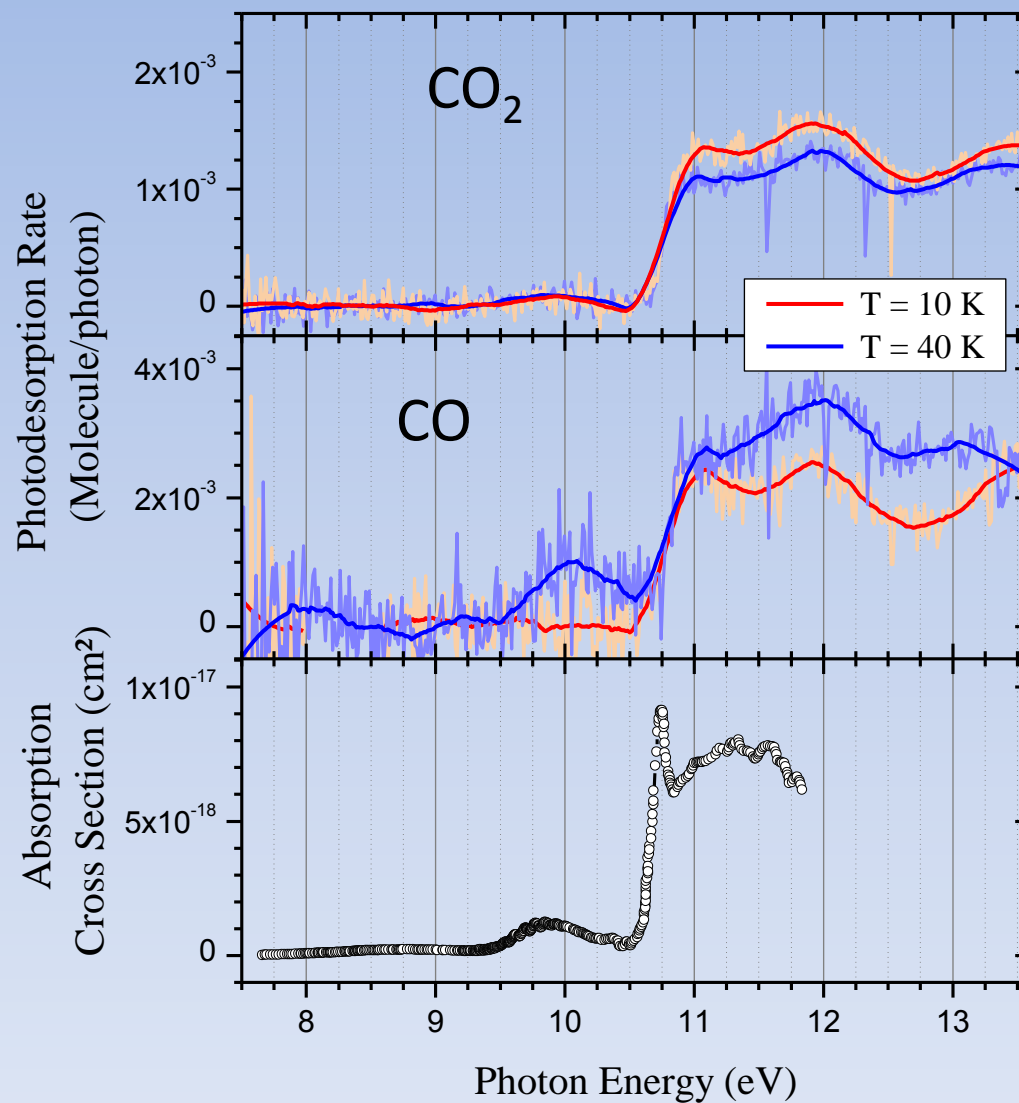 CO₂
2x10⁻³
1x10⁻³
0
Photodesorption Rate
(Molecule/photon)
T = 10 K
T = 40 K
CO
4x10⁻³
2x10⁻³
0
Absorption
Cross Section (cm²)
1x10⁻¹⁷
5x10⁻¹⁸
0
8 9 10 11 12 13
Photon Energy (eV)